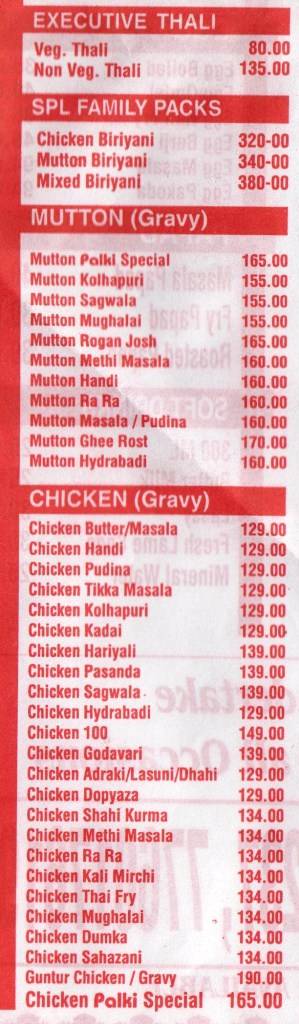 EXECUTIVE THALI
Veg. Thali 80.00
Non Veg. Thali 135.00
SPL FAMILY PACKS
Chicken Biriyani 320-00
Mutton Biriyani 340-00
Mixed Biriyani 380-00
MUTTON (Gravy)
Mutton Palki Special 165.00
Mutton Kolhapuri 155.00
Mutton Sagwala 155.00
Mutton Mughalai 155.00
Mutton Rogan Josh 165.00
Mutton Methi Masala 160.00
Mutton Handi 160.00
Mutton Ra Ra 160.00
Mutton Masala / Pudina 160.00
Mutton Ghee Rost 170.00
Mutton Hydrabadi 160.00
CHICKEN (Gravy)
Chicken Butter/Masala 129.00
Chicken Handi 129.00
Chicken Pudina 129.00
Chicken Tikka Masala 129.00
Chicken Kolhapuri 129.00
Chicken Kadai 129.00
Chicken Hariyali 139.00
Chicken Pasanda 139.00
Chicken Sagwala 139.00
Chicken Hydrabadi 129.00
Chicken 100 149.00
Chicken Godavari 139.00
Chicken Adraki/Lasuni/Dhahi 129.00
Chicken Dopyaza 129.00
Chicken Shahi Kurma 134.00
Chicken Methi Masala 134.00
Chicken Ra Ra 134.00
Chicken Kali Mirchi 134.00
Chicken Thai Fry 134.00
Chicken Mughalai 134.00
Chicken Dumka 134.00
Chicken Sahazani 134.00
Guntur Chicken / Gravy 190.00
Chicken Palki Special 165.00